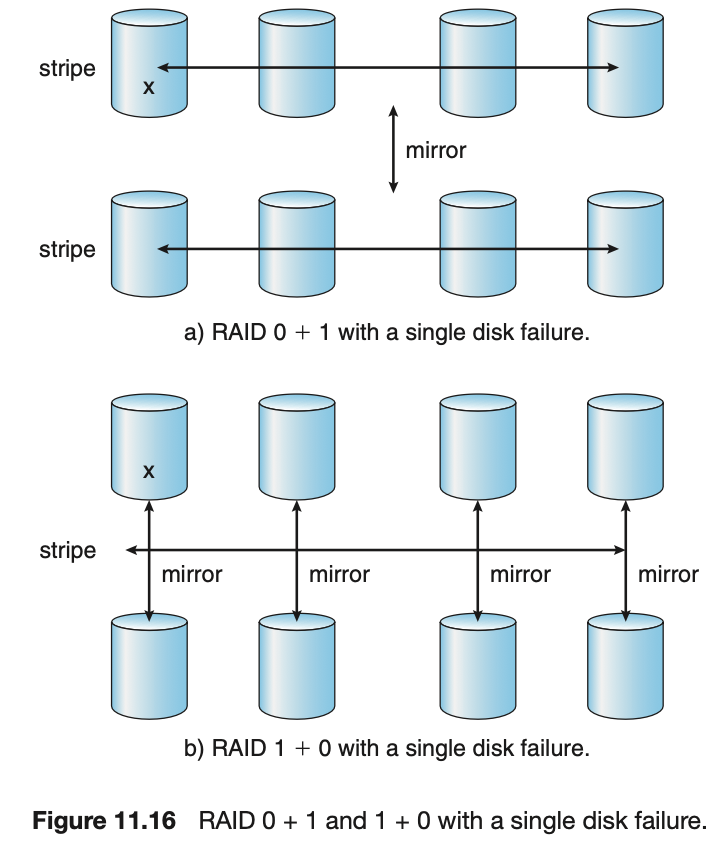 stripe
x
mirror
stripe
a) RAID 0 + 1 with a single disk failure.
x
stripe
mirror mirror mirror mirror
b) RAID 1 + 0 with a single disk failure.
Figure 11.16 RAID 0 + 1 and 1 + 0 with a single disk failure.